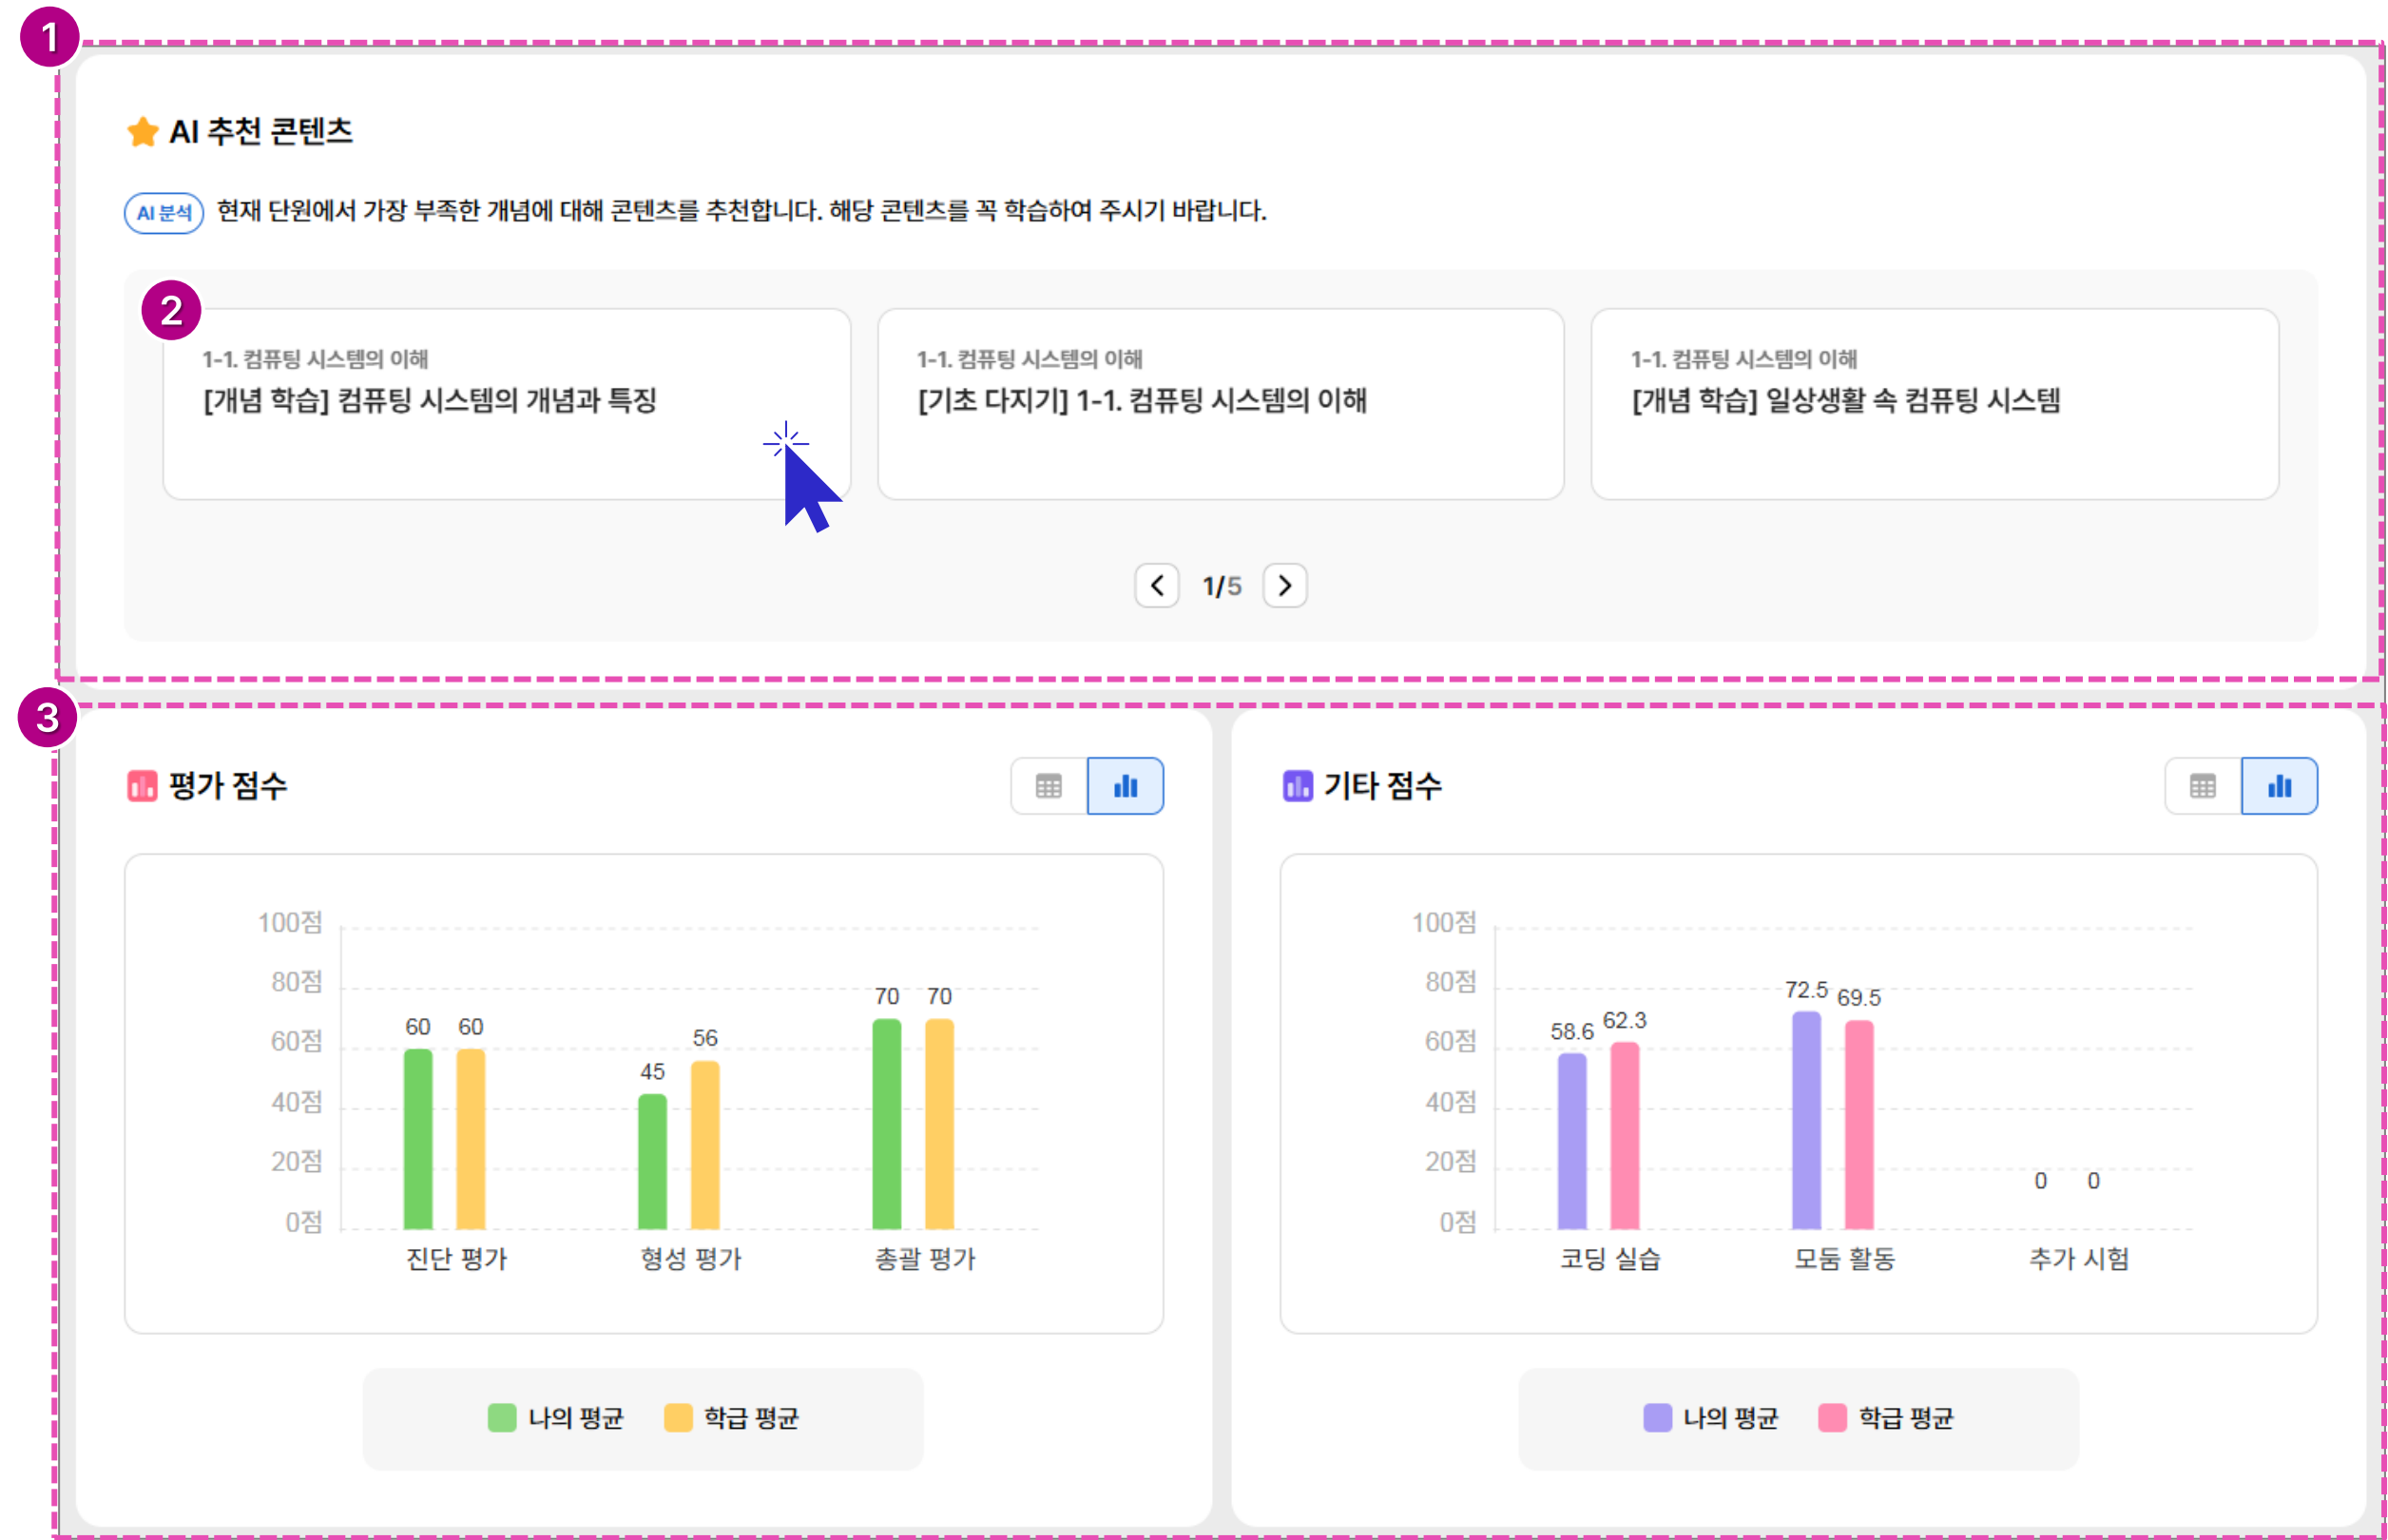 1
AI 추천 콘텐츠
AI 분석 현재 단원에서 가장 부족한 개념에 대해 콘텐츠를 추천합니다. 해당 콘텐츠를 꼭 학습하여 주시기 바랍니다.
2
1-1. 컴퓨팅 시스템의 이해
[개념 학습] 컴퓨팅 시스템의 개념과 특징
1-1. 컴퓨팅 시스템의 이해
[기초 다지기] 1-1. 컴퓨팅 시스템의 이해
1-1. 컴퓨팅 시스템의 이해
[개념 학습] 일상생활 속 컴퓨팅 시스템
1/5
3
평가 점수
100점
80점
60점
40점
20점
0점
60 60
45 56
70 70
진단 평가 형성 평가 총괄 평가
나의 평균 학급 평균
기타 점수
100점
80점
60점
40점
20점
0점
58.6 62.3
72.5 69.5
0 0
코딩 실습 모둠 활동 추가 시험
나의 평균 학급 평균